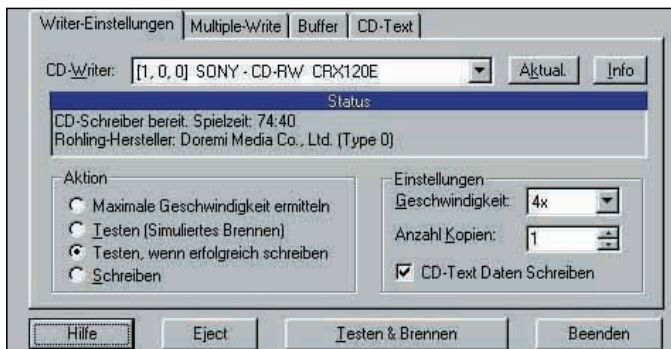 Writer-Einstellungen Multiple-Write Buffer CD-Text
CD-Writer: [1, 0, 0] SONY - CD-RW CRX120E Aktual. Info
Status
CD-Schreiber bereit. Spielzeit: 74:40
Rohling-Hersteller: Doremi Media Co., Ltd. (Type 0)
Aktion
Maximale Geschwindigkeit ermitteln
Testen (Simuliertes Brennen)
Testen, wenn erfolgreich schreiben
Schreiben
Einstellungen
Geschwindigkeit: 4x
Anzahl Kopien: 1
CD-Text Daten Schreiben
Hilfe Eject Testen & Brennen Beenden